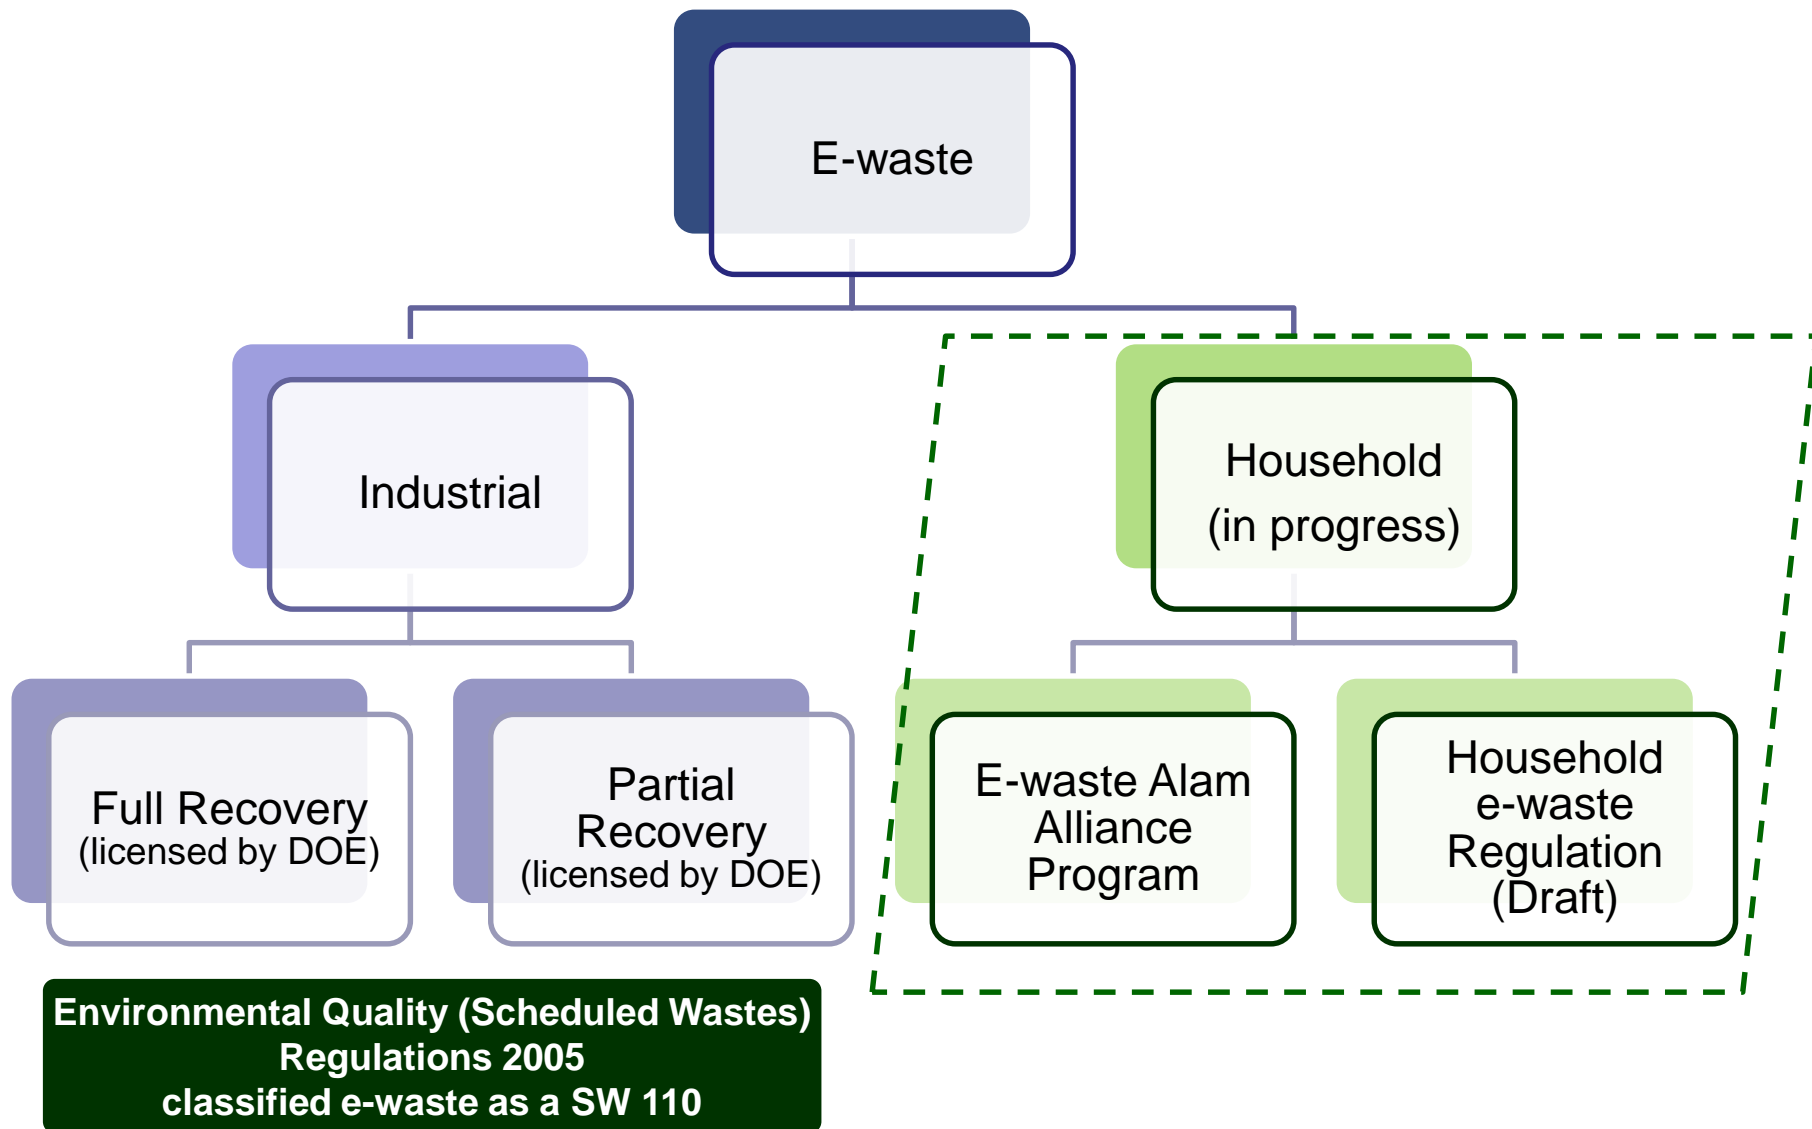 E-waste
Industrial
Household
(in progress)
Full Recovery
(licensed by DOE)
Partial
Recovery
(licensed by DOE)
E-waste Alam
Alliance
Program
Household
e-waste
Regulation
(Draft)
Environmental Quality (Scheduled Wastes)
Regulations 2005
classified e-waste as a SW 110